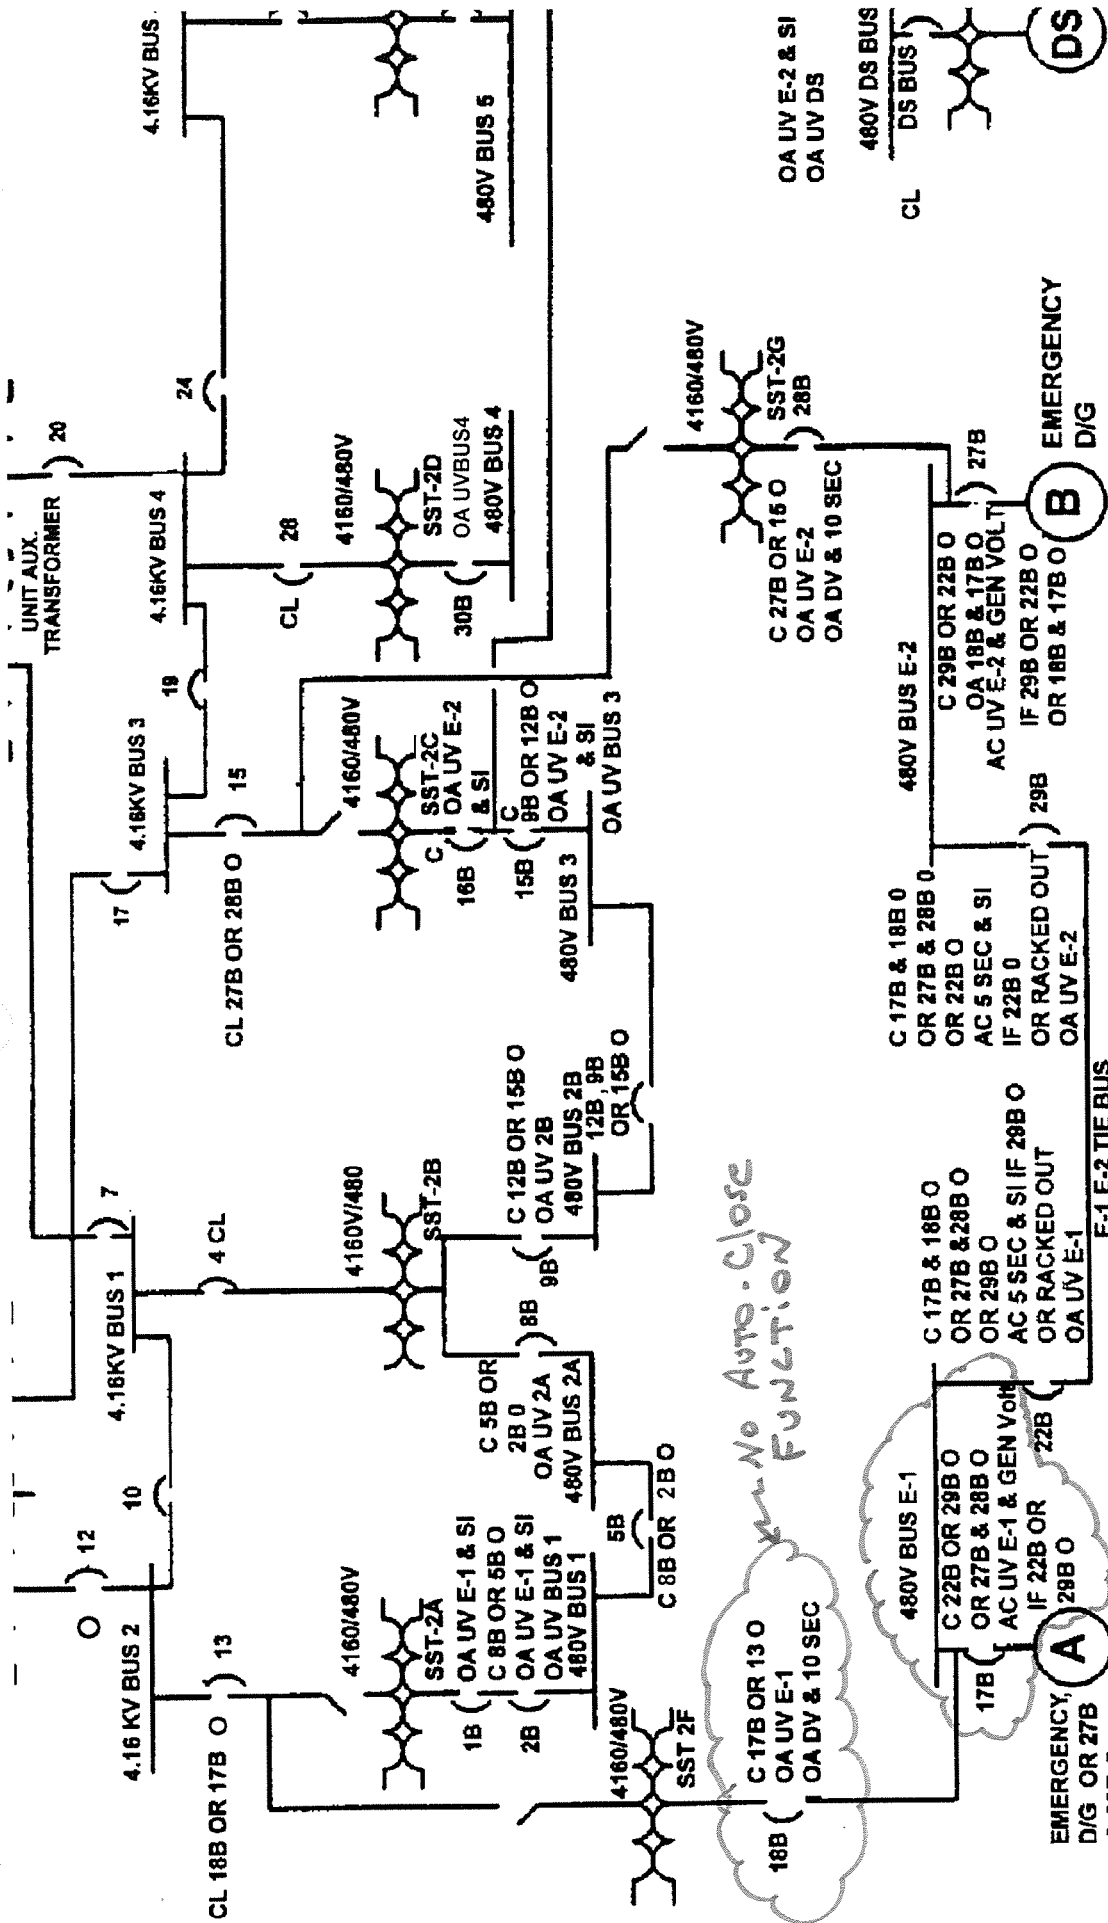 UNIT AUX.
TRANSFORMER
20
12
O
7
17
4.16 KV BUS 2
10
4.16KV BUS 1
4.16KV BUS 3
19
4.16KV BUS 4
24
4.16KV BUS
CL 18B OR 17B O
13
4 CL
CL 27B OR 28B O
15
CL
28
4160/480V
SST-2A
1B
OA UV E-1 & SI
C 8B OR 5B O
2B
OA UV E-1 & SI
OA UV BUS 1
480V BUS 1
5B
C 8B OR 2B O
4160V/480
SST-2B
C 5B OR
2B O
OA UV 2A
480V BUS 2A
8B
9B
C 12B OR 15B O
OA UV 2B
480V BUS 2B
12B, 9B
OR 15B O
4160/480V
SST-2C
C
OA UV E-2
& SI
16B
C
9B OR 12B O
15B
OA UV E-2
& SI
OA UV BUS 3
480V BUS 3
4160/480V
SST-2D
30B
OA UVBUS4
480V BUS 4
480V BUS 5
4160/480V
SST 2F
18B
C 17B OR 13 O
OA UV E-1
OA DV & 10 SEC
No Auto-Close
Function
4160/480V
SST-2G
28B
C 27B OR 15 O
OA UV E-2
OA DV & 10 SEC
OA UV E-2 & SI
OA UV DS
480V DS BUS
DS BUS
CL
DS
480V BUS E-1
C 22B OR 29B O
OR 27B & 28B O
AC UV E-1 & GEN Volt
IF 22B OR
29B O
17B
A
EMERGENCY,
D/G OR 27B
C 17B & 18B O
OR 27B &28B O
OR 29B O
AC 5 SEC & SI IF 29B O
OR RACKED OUT
OA UV E-1
22B
E-1 E-2 TIE BUS
C 17B & 18B O
OR 27B & 28B O
OR 22B O
AC 5 SEC & SI
IF 22B O
OR RACKED OUT
OA UV E-2
29B
480V BUS E-2
C 29B OR 22B O
OA 18B & 17B O
AC UV E-2 & GEN VOLT
IF 29B OR 22B O
OR 18B & 17B O
27B
B
EMERGENCY
D/G